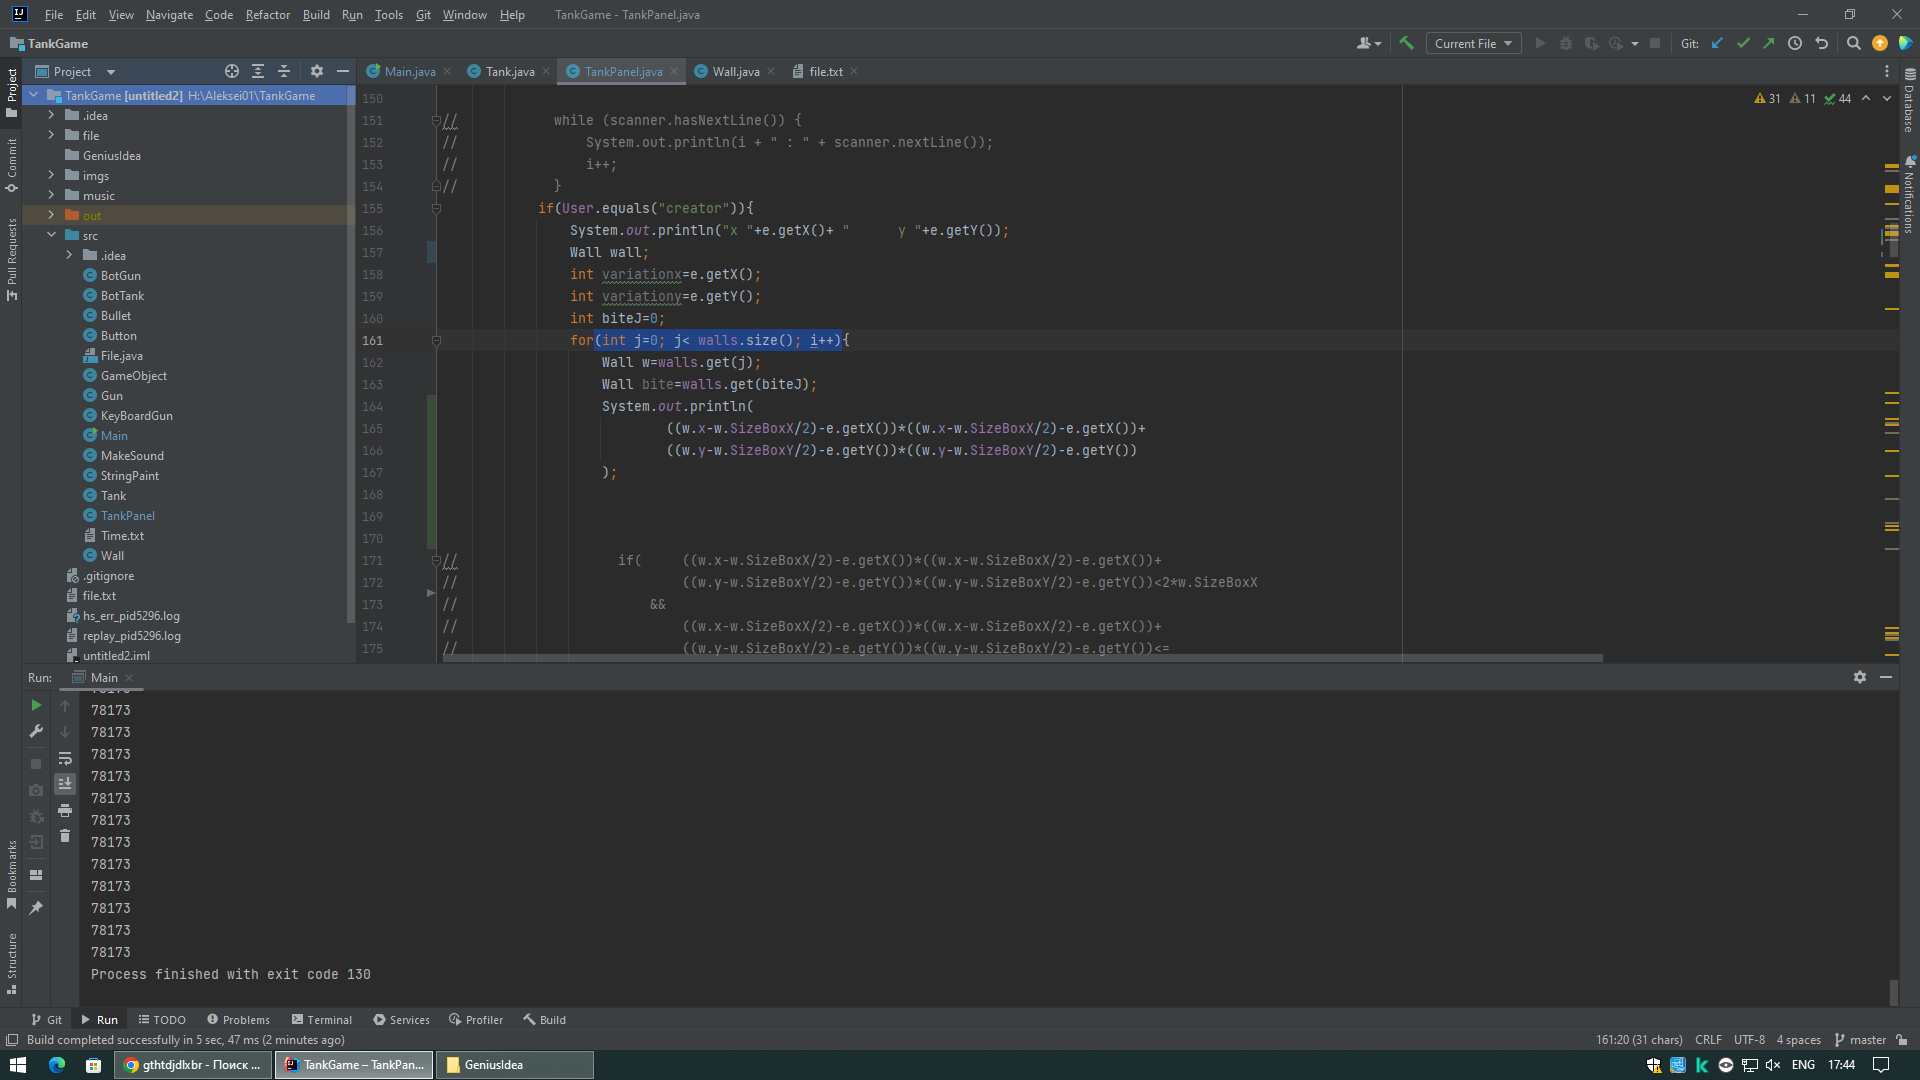 File Edit View Navigate Code Refactor Build Run Tools Git Window Help TankGame - TankPanel.java
TankGame
Current File
Git:
Project
Main.java
Tank.java
TankPanel.java
Wall.java
file.txt
TankGame [untitled2] H:\Aleksei01\TankGame
.idea
file
GeniusIdea
imgs
music
out
src
.idea
BotGun
BotTank
Bullet
Button
File.java
GameObject
Gun
KeyBoardGun
Main
MakeSound
StringPaint
Tank
TankPanel
Time.txt
Wall
.gitignore
file.txt
hs_err_pid5296.log
replay_pid5296.log
untitled2.iml
Project
Commit
Pull Requests
Bookmarks
Structure
31 11 44
150
151 // while (scanner.hasNextLine()) {
152 // System.out.println(i + " : " + scanner.nextLine());
153 // i++;
154 // }
155 if(User.equals("creator")){
156 System.out.println("x "+e.getX()+ "      y "+e.getY());
157 Wall wall;
158 int variationx=e.getX();
159 int variationy=e.getY();
160 int biteJ=0;
161 for(int j=0; j< walls.size(); i++){
162 Wall w=walls.get(j);
163 Wall bite=walls.get(biteJ);
164 System.out.println(
165 ((w.x-w.SizeBoxX/2)-e.getX())*((w.x-w.SizeBoxX/2)-e.getX())+
166 ((w.y-w.SizeBoxY/2)-e.getY())*((w.y-w.SizeBoxY/2)-e.getY())
167 );
168
169
170
171 // if( ((w.x-w.SizeBoxX/2)-e.getX())*((w.x-w.SizeBoxX/2)-e.getX())+
172 // ((w.y-w.SizeBoxY/2)-e.getY())*((w.y-w.SizeBoxY/2)-e.getY())<2*w.SizeBoxX
173 // &&
174 // ((w.x-w.SizeBoxX/2)-e.getX())*((w.x-w.SizeBoxX/2)-e.getX())+
175 // ((w.y-w.SizeBoxY/2)-e.getY())*((w.y-w.SizeBoxY/2)-e.getY())<=
Database
Notifications
Run: Main
78173
78173
78173
78173
78173
78173
78173
78173
78173
78173
78173
78173
78173
Process finished with exit code 130
Git Run TODO Problems Terminal Services Profiler Build
Build completed successfully in 5 sec, 47 ms (2 minutes ago)
161:20 (31 chars) CRLF UTF-8 4 spaces master
gthtdjdlxbr - Поиск ...
TankGame – TankPan...
GeniusIdea
ENG 17:44